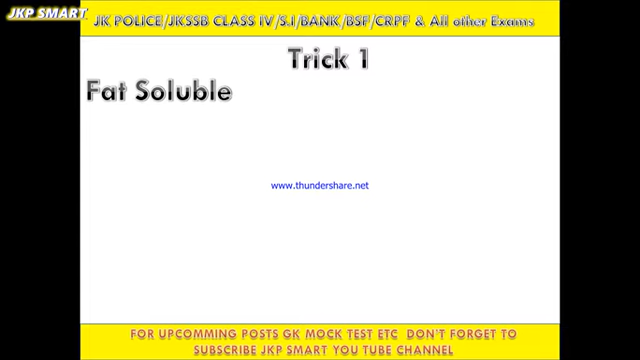 JKP SMART
JK POLICE/JKSSB CLASS IV/S.I/BANK/BSF/CRPF & All other Exams
Trick 1
Fat Soluble
www.thundershare.net
FOR UPCOMMING POSTS GK MOCK TEST ETC DON'T FORGET TO
SUBSCRIBE JKP SMART YOU TUBE CHANNEL